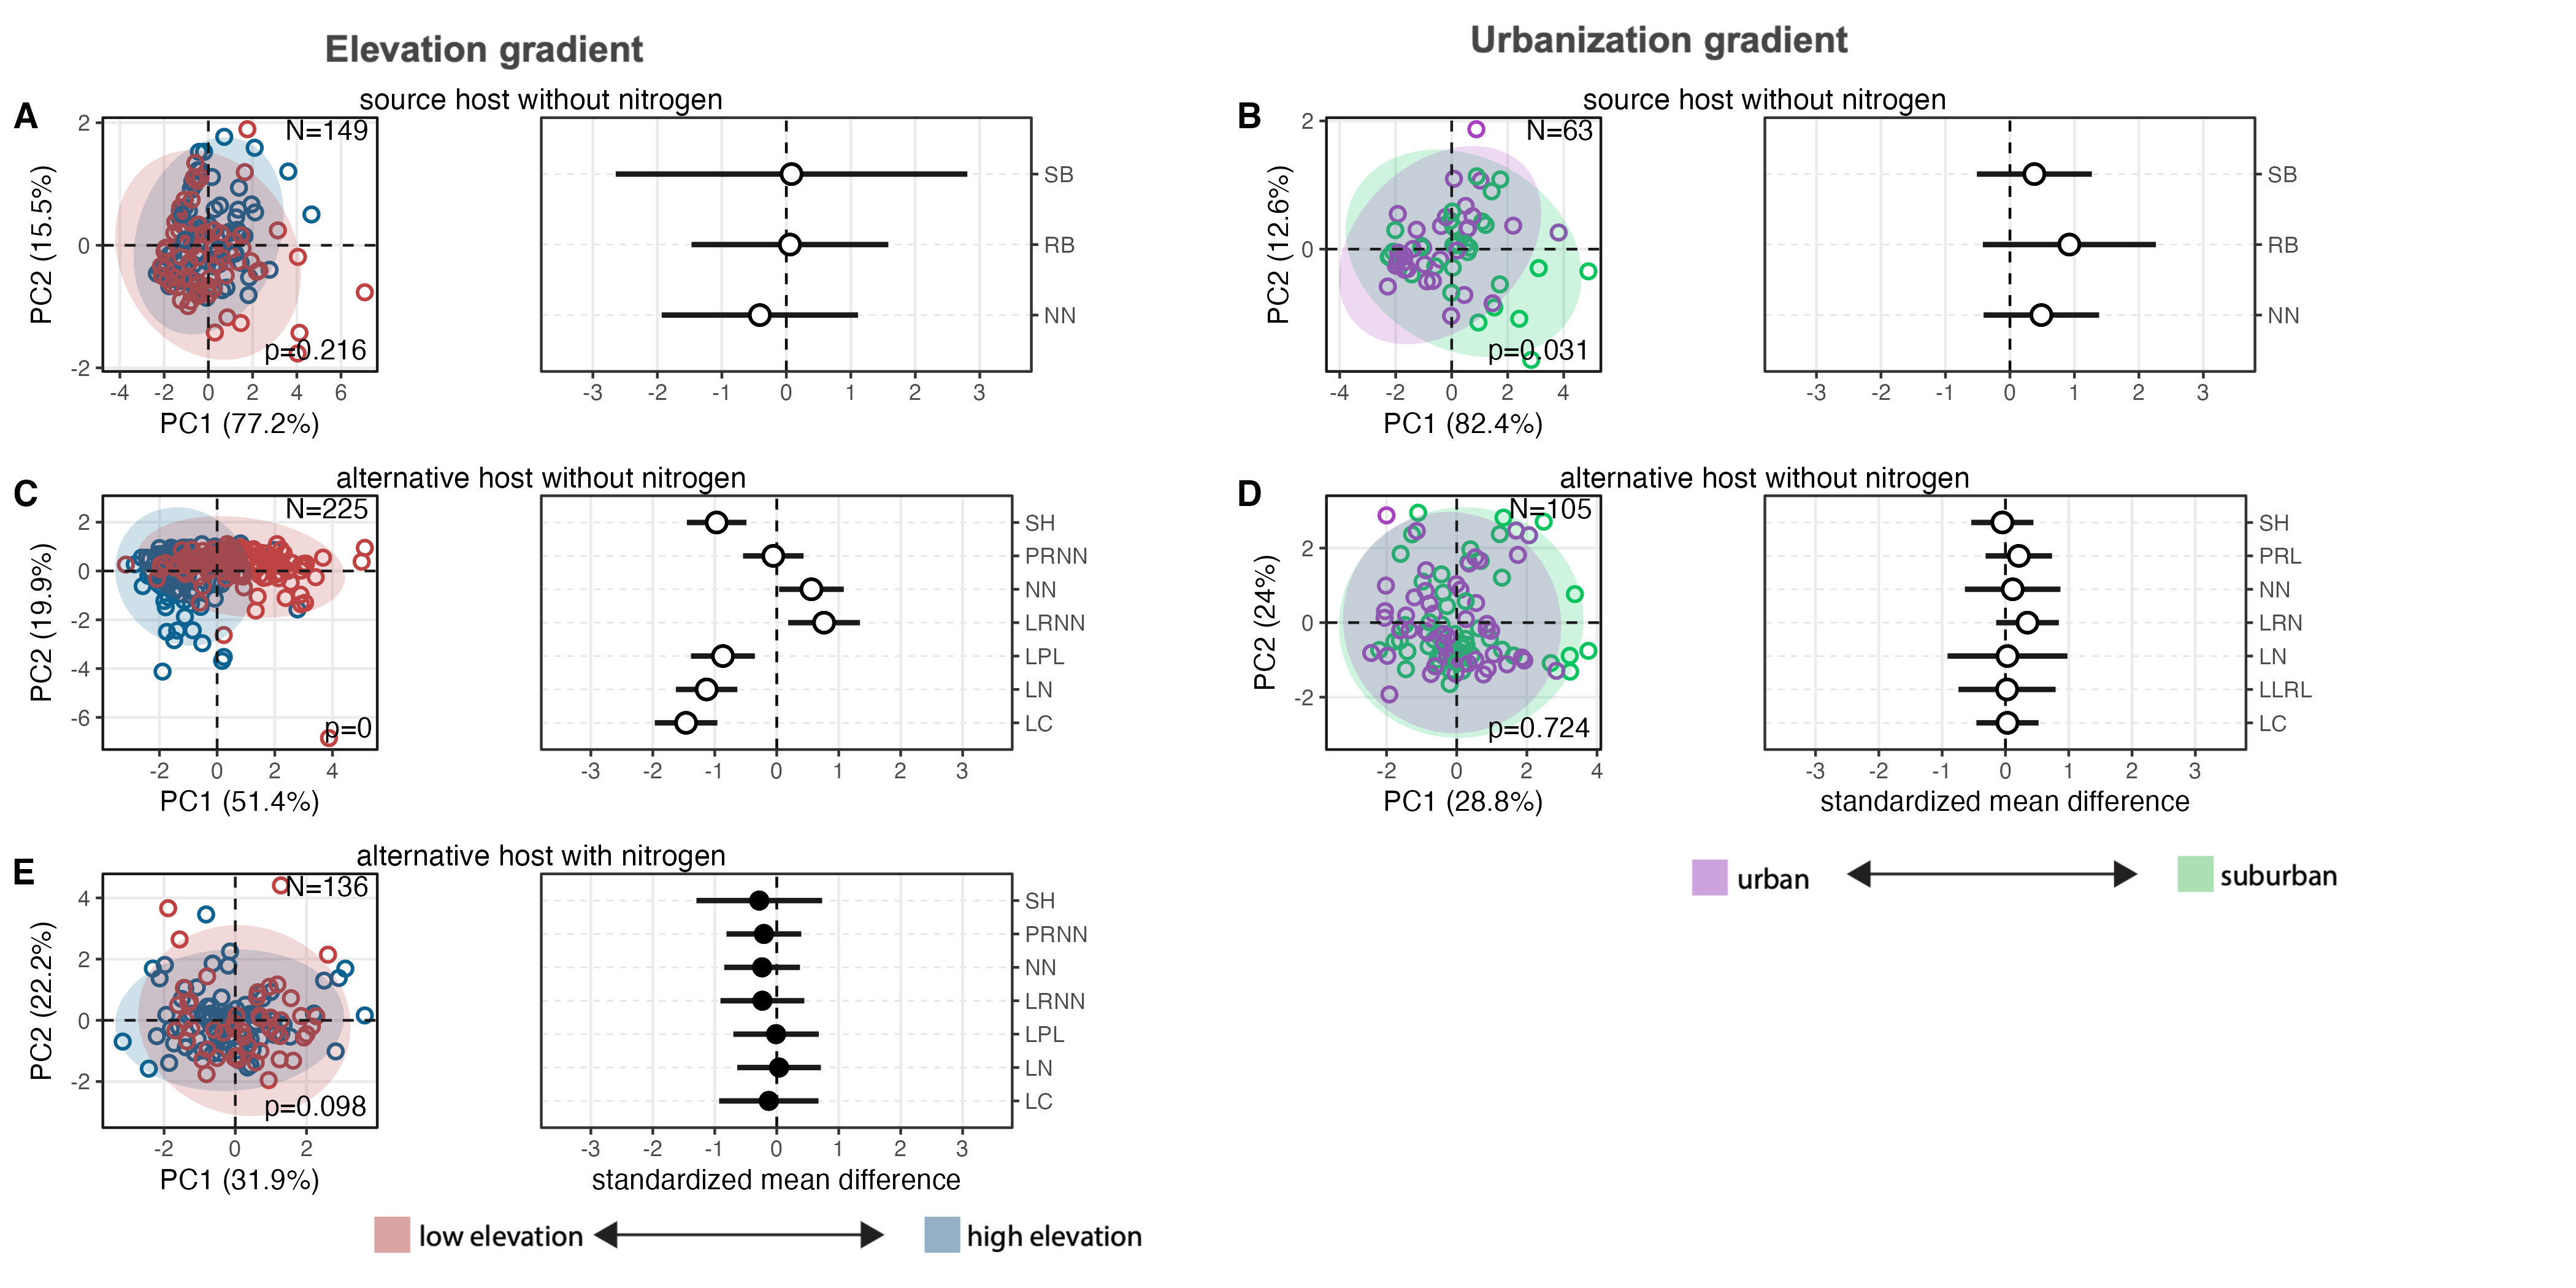 Elevation gradient
Urbanization gradient
A
source host without nitrogen
N=149
p=0.216
PC2 (15.5%)
2
0
-2
-4 -2 0 2 4 6
PC1 (77.2%)
SB
RB
NN
-3 -2 -1 0 1 2 3
B
source host without nitrogen
N=63
p=0.031
PC2 (12.6%)
2
0
-4 -2 0 2 4
PC1 (82.4%)
SB
RB
NN
-3 -2 -1 0 1 2 3
C
alternative host without nitrogen
N=225
p=0
PC2 (19.9%)
2
0
-2
-4
-6
-2 0 2 4
PC1 (51.4%)
SH
PRNN
NN
LRNN
LPL
LN
LC
-3 -2 -1 0 1 2 3
D
alternative host without nitrogen
N=105
p=0.724
PC2 (24%)
2
0
-2
-2 0 2 4
PC1 (28.8%)
SH
PRL
NN
LRN
LN
LLRL
LC
-3 -2 -1 0 1 2 3
standardized mean difference
urban
suburban
E
alternative host with nitrogen
N=136
p=0.098
PC2 (22.2%)
4
2
0
-2
-2 0 2
PC1 (31.9%)
SH
PRNN
NN
LRNN
LPL
LN
LC
-3 -2 -1 0 1 2 3
standardized mean difference
low elevation
high elevation